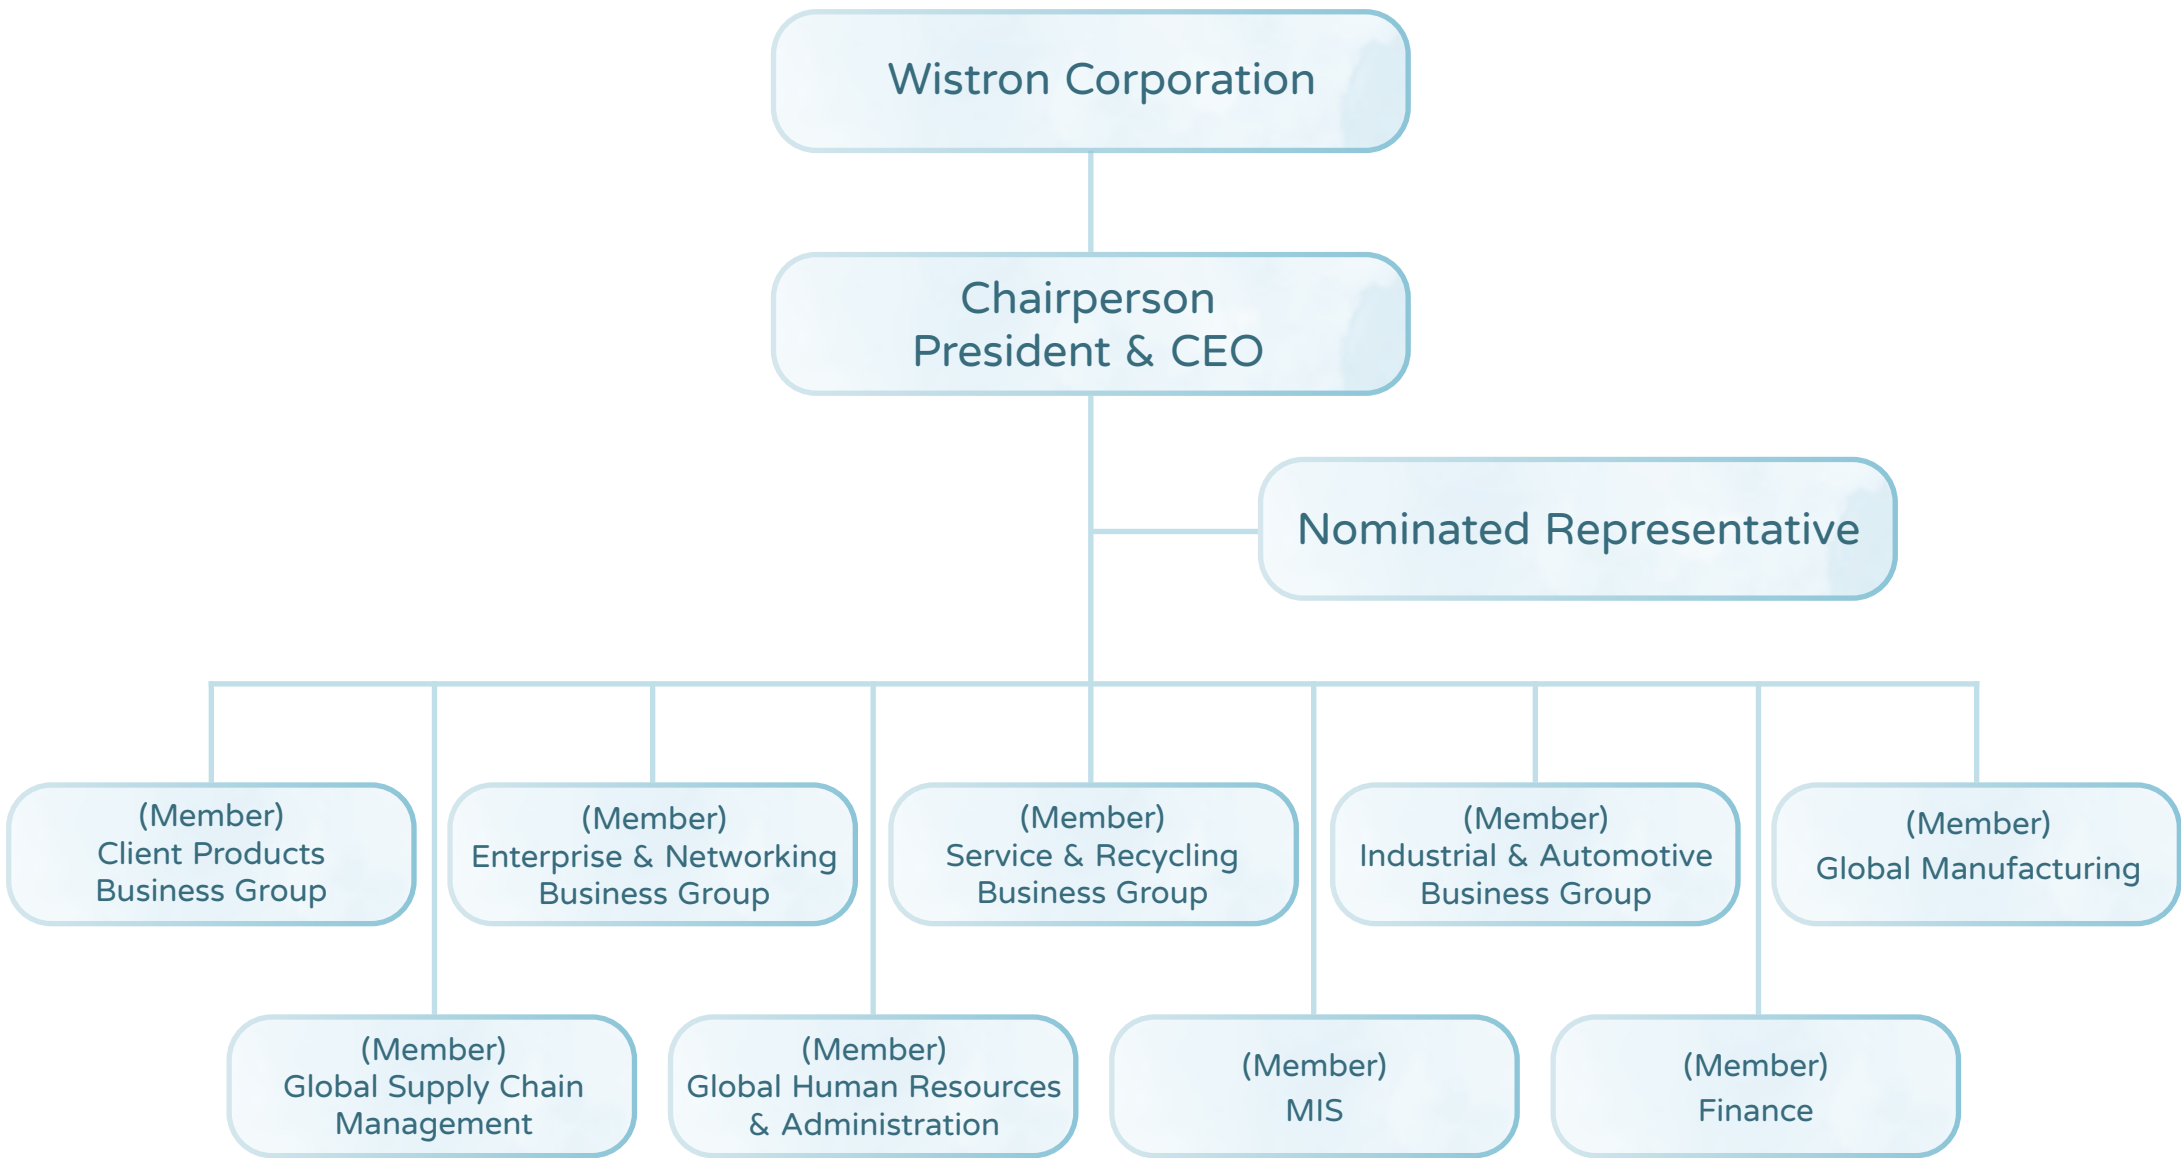 Wistron Corporation
Chairperson
President & CEO
Nominated Representative
(Member)
Client Products
Business Group
(Member)
Enterprise & Networking
Business Group
(Member)
Service & Recycling
Business Group
(Member)
Industrial & Automotive
Business Group
(Member)
Global Manufacturing
(Member)
Global Supply Chain
Management
(Member)
Global Human Resources
& Administration
(Member)
MIS
(Member)
Finance